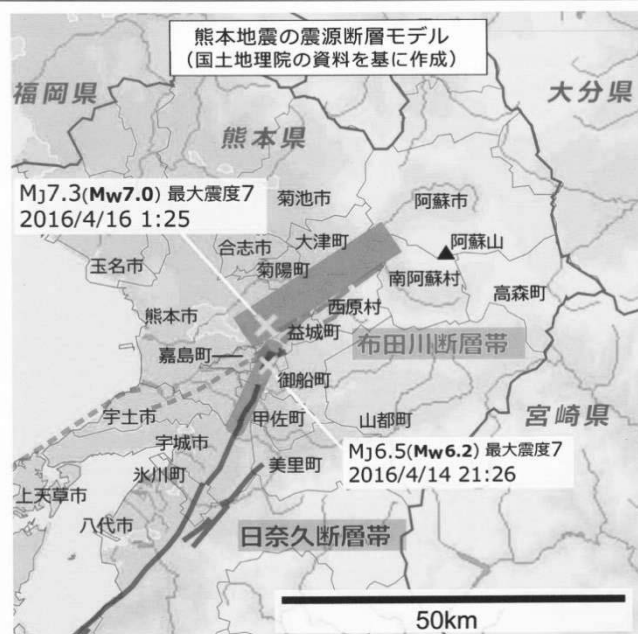 熊本地震の震源断層モデル
(国土地理院の資料を基に作成)
福岡県
大分県
熊本県
MJ7.3(Mw7.0) 最大震度7
2016/4/16 1:25
菊池市
阿蘇市
大津町
合志市
阿蘇山
菊陽町
玉名市
南阿蘇村
高森町
西原村
熊本市
益城町
布田川断層帯
嘉島町
御船町
宇土市
甲佐町
山都町
宮崎県
宇城市
MJ6.5(Mw6.2) 最大震度7
2016/4/14 21:26
美里町
氷川町
上天草市
八代市
日奈久断層帯
50km